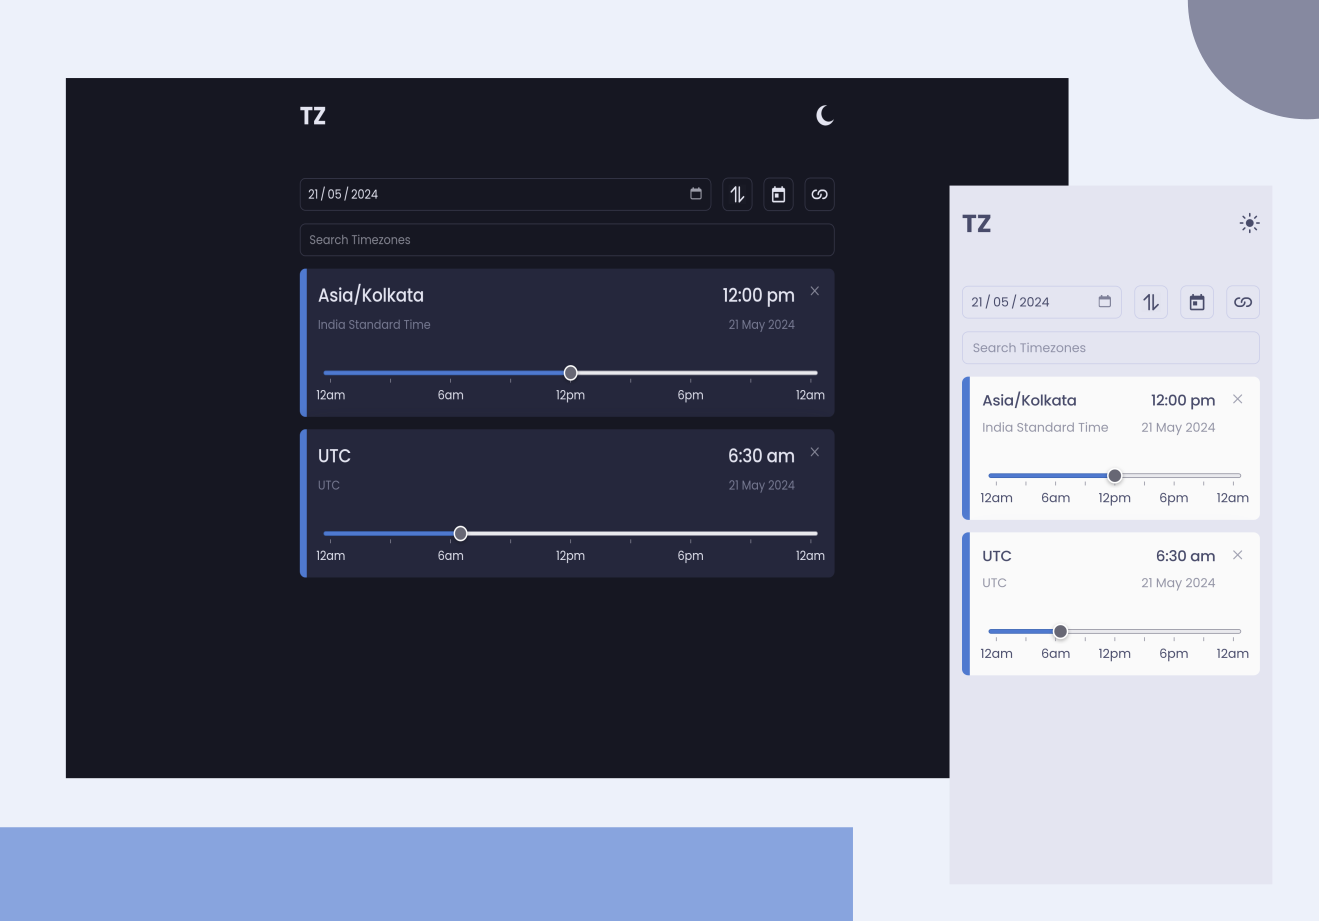 TZ
21 / 05 / 2024
Search Timezones
Asia/Kolkata 12:00 pm
India Standard Time 21 May 2024
12am 6am 12pm 6pm 12am
UTC 6:30 am
UTC 21 May 2024
12am 6am 12pm 6pm 12am
TZ
21 / 05 / 2024
Search Timezones
Asia/Kolkata 12:00 pm
India Standard Time 21 May 2024
12am 6am 12pm 6pm 12am
UTC 6:30 am
UTC 21 May 2024
12am 6am 12pm 6pm 12am